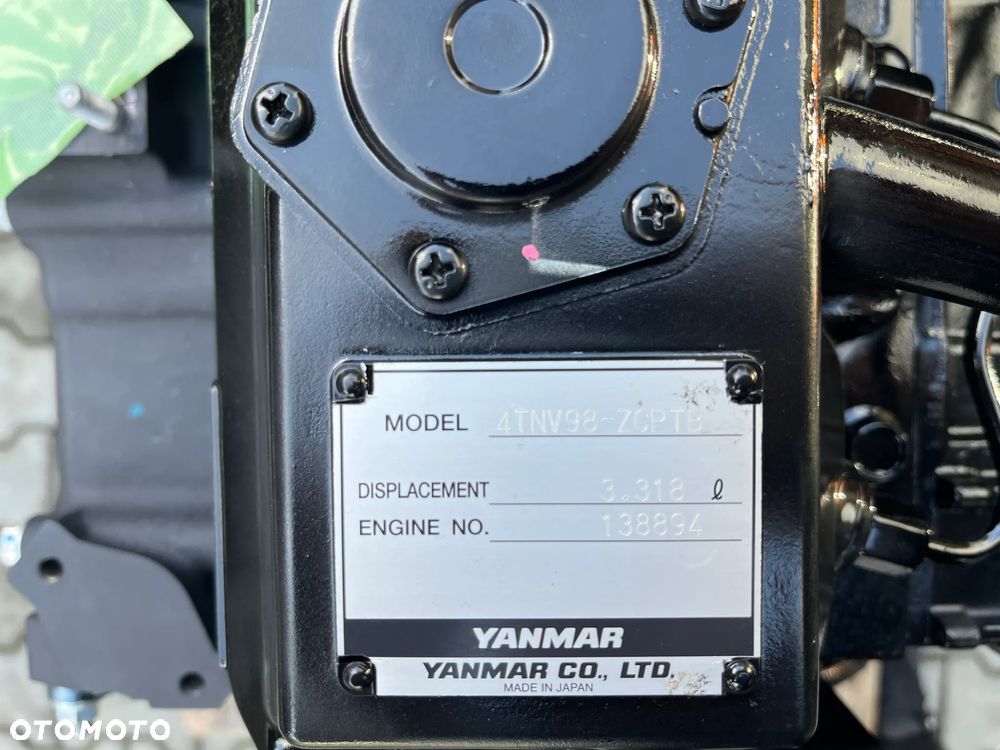 MODEL 4TNV98-ZCPTB
DISPLACEMENT 3.318 ℓ
ENGINE NO. 138894
YANMAR
YANMAR CO., LTD.
MADE IN JAPAN
OTOMOTO